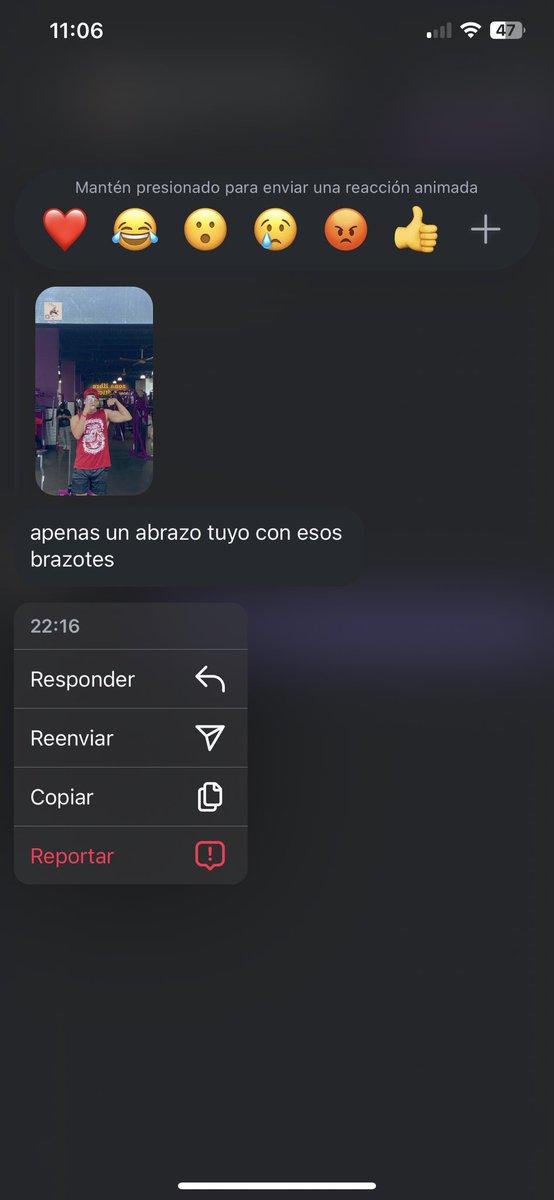 11:06
47
Mantén presionado para enviar una reacción animada
apenas un abrazo tuyo con esos
brazotes
22:16
Responder
Reenviar
Copiar
Reportar